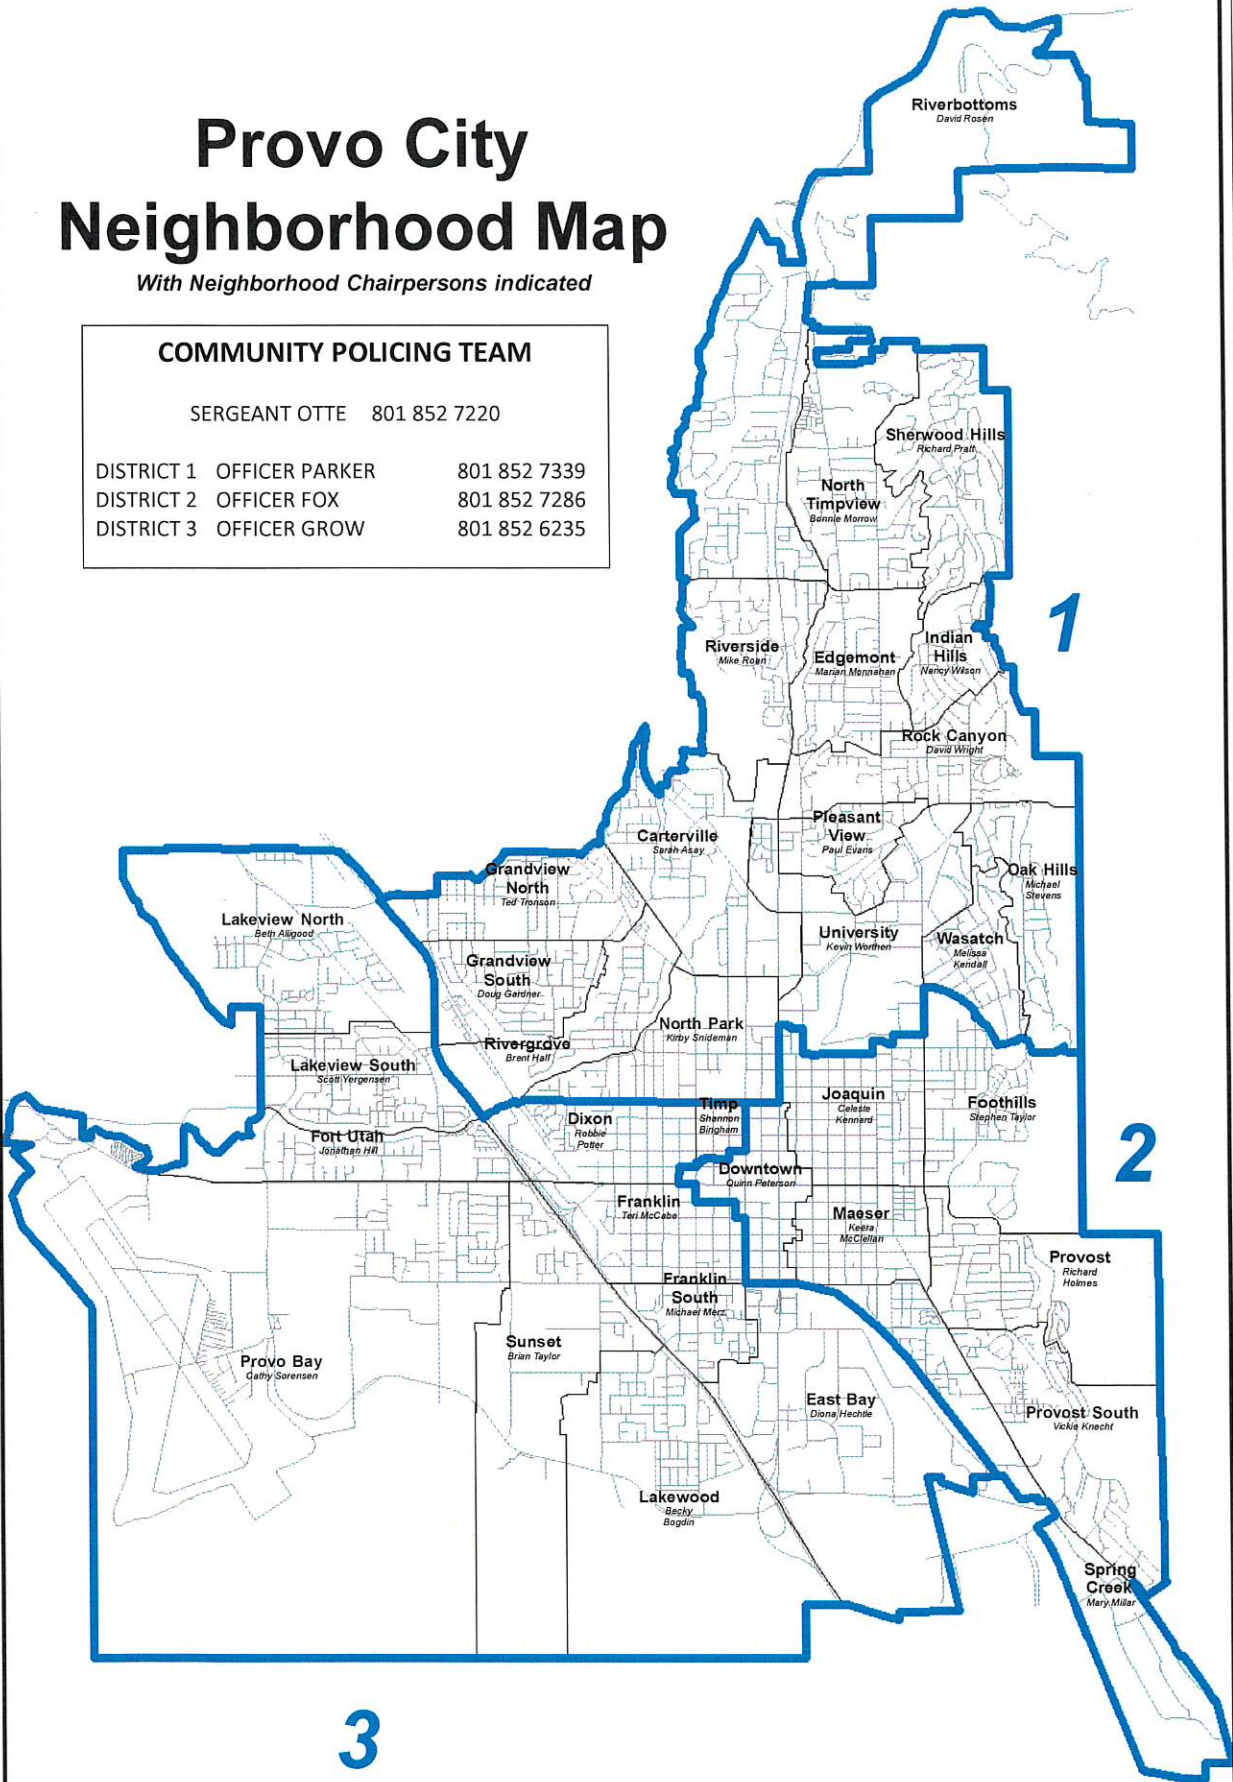 Provo City
Neighborhood Map
With Neighborhood Chairpersons indicated
COMMUNITY POLICING TEAM
SERGEANT OTTE 801 852 7220
DISTRICT 1 OFFICER PARKER 801 852 7339
DISTRICT 2 OFFICER FOX 801 852 7286
DISTRICT 3 OFFICER GROW 801 852 6235
Riverbottoms
David Rosen
Sherwood Hills
Richard Pratt
North
Timpview
Bonnie Morrow
1
Riverside
Mike Roan
Edgemont
Marian Monnahan
Indian
Hills
Nancy Wilson
Rock Canyon
David Wright
Carterville
Sarah Asay
Pleasant
View
Paul Evans
Oak Hills
Michael
Stevens
Grandview
North
Ted Tronson
Lakeview North
Beth Alligood
University
Kevin Worthen
Wasatch
Melissa
Kendall
Grandview
South
Doug Gardner
North Park
Kirby Snideman
Rivergrove
Brent Hall
Lakeview South
Scott Yergensen
Joaquin
Celeste
Kennard
Foothills
Stephen Taylor
Timp
Shannon
Bingham
Dixon
Robbie
Potter
Fort Utah
Jonathan Hill
2
Downtown
Quinn Peterson
Franklin
Teri McCabe
Maeser
Keera
McClellan
Provost
Richard
Holmes
Franklin
South
Michael Merz
Sunset
Brian Taylor
Provo Bay
Cathy Sorensen
East Bay
Diona Hechtle
Provost South
Vickie Knecht
Lakewood
Becky
Bogdin
Spring
Creek
Mary Millar
3